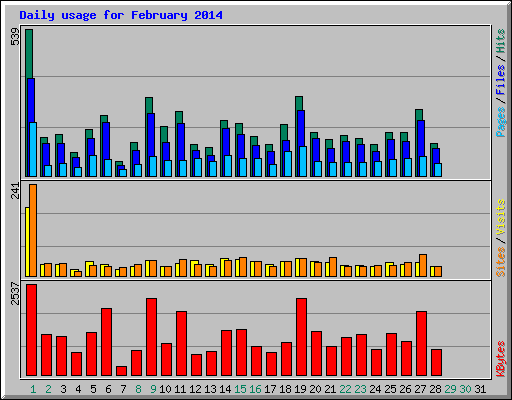 Daily usage for February 2014
539
Pages / Files / Hits
241
Sites / Visits
2537
KBytes
1 2 3 4 5 6 7 8 9 10 11 12 13 14 15 16 17 18 19 20 21 22 23 24 25 26 27 28 29 30 31